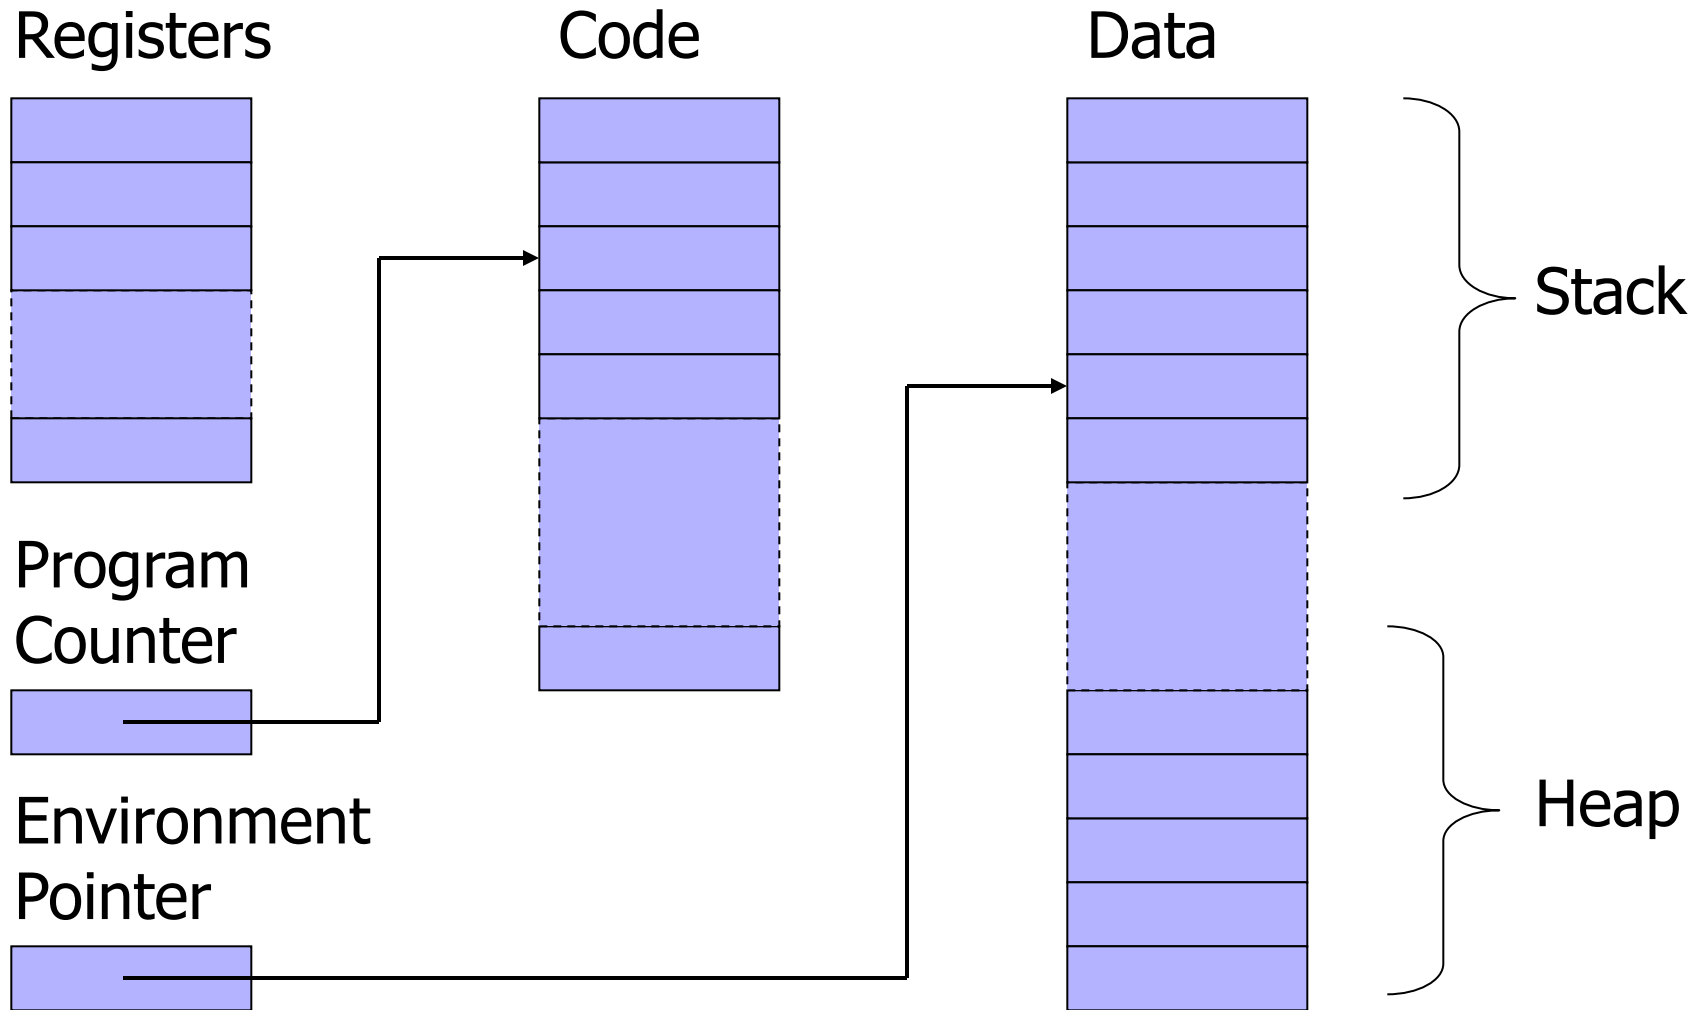 Registers
Code
Data
Stack
Program
Counter
Heap
Environment
Pointer